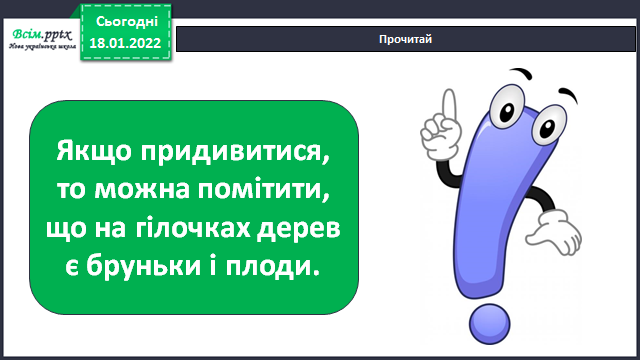 Всім.pptx
Нова українська школа
Сьогодні
18.01.2022
Прочитай
Якщо придивитися,
то можна помітити,
що на гілочках дерев
є бруньки і плоди.